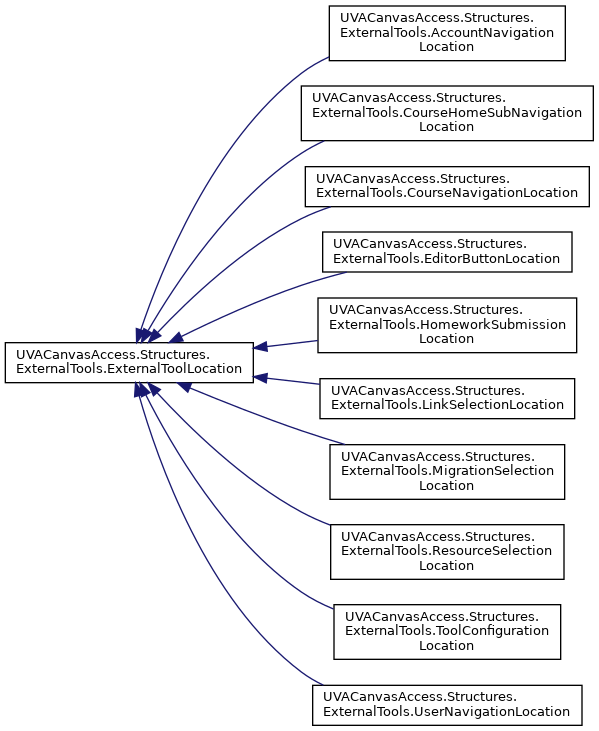 UVACanvasAccess.Structures.
ExternalTools.AccountNavigation
Location
UVACanvasAccess.Structures.
ExternalTools.CourseHomeSubNavigation
Location
UVACanvasAccess.Structures.
ExternalTools.CourseNavigationLocation
UVACanvasAccess.Structures.
ExternalTools.EditorButtonLocation
UVACanvasAccess.Structures.
ExternalTools.HomeworkSubmission
Location
UVACanvasAccess.Structures.
ExternalTools.ExternalToolLocation
UVACanvasAccess.Structures.
ExternalTools.LinkSelectionLocation
UVACanvasAccess.Structures.
ExternalTools.MigrationSelection
Location
UVACanvasAccess.Structures.
ExternalTools.ResourceSelection
Location
UVACanvasAccess.Structures.
ExternalTools.ToolConfiguration
Location
UVACanvasAccess.Structures.
ExternalTools.UserNavigationLocation